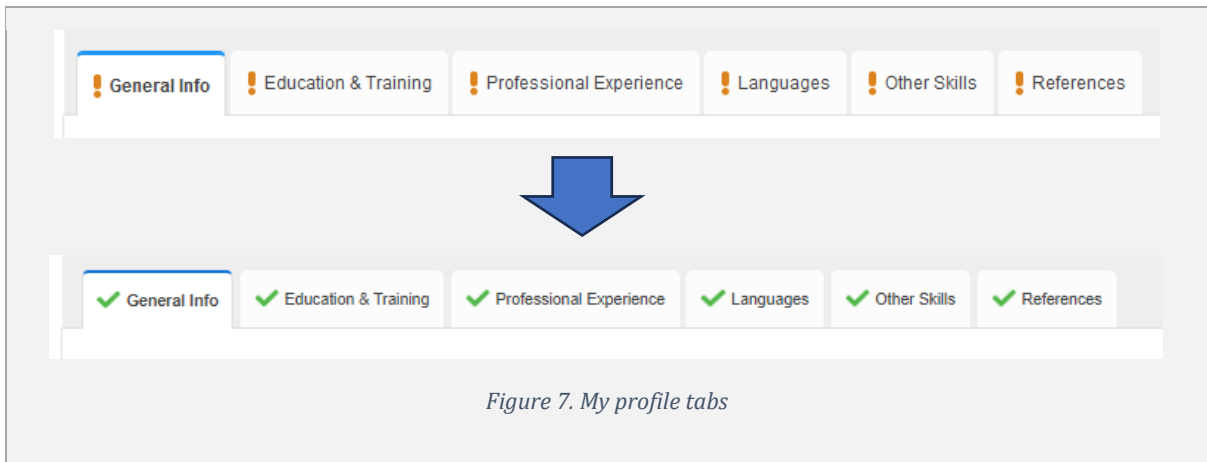 General Info Education & Training Professional Experience Languages Other Skills References
General Info Education & Training Professional Experience Languages Other Skills References
Figure 7. My profile tabs